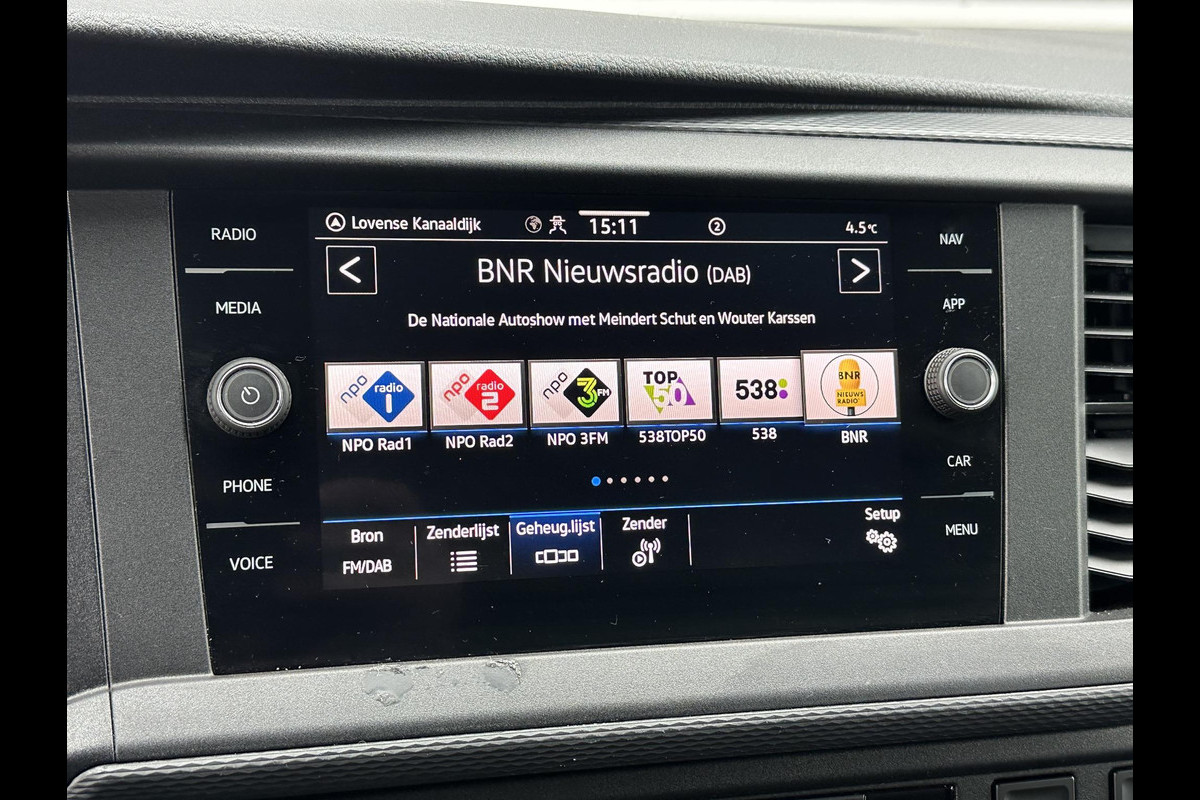 RADIO
MEDIA
PHONE
VOICE
Lovense Kanaaldijk
15:11
2
4.5°C
<
BNR Nieuwsradio (DAB)
>
De Nationale Autoshow met Meindert Schut en Wouter Karssen
npo radio 1
npo radio 2
npo 3FM
TOP 50
538
BNR NIEUWS RADIO
NPO Rad1
NPO Rad2
NPO 3FM
538TOP50
538
BNR
Bron
FM/DAB
Zenderlijst
Geheug.lijst
Zender
Setup
NAV
APP
CAR
MENU